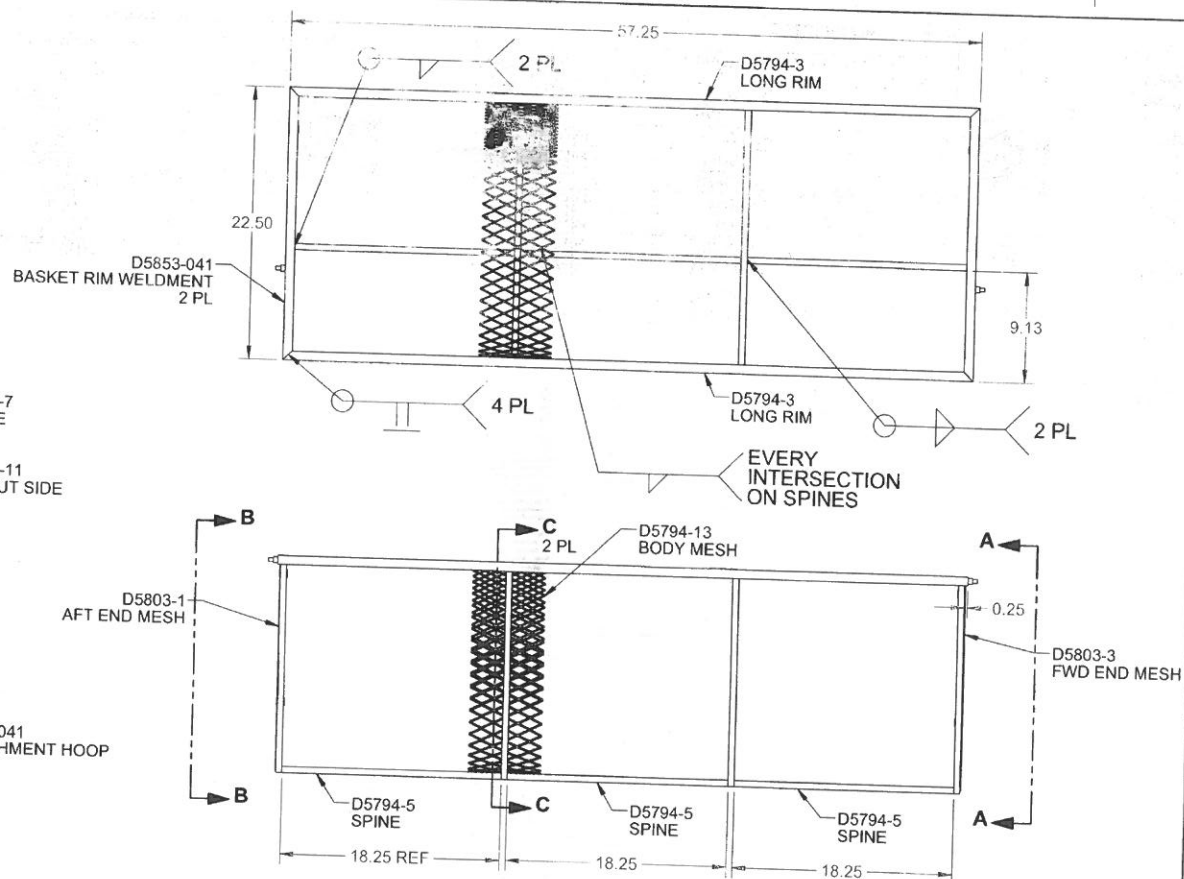 57.25
2 PL
D5794-3
LONG RIM
22.50
D5853-041
BASKET RIM WELDMENT
2 PL
9.13
4 PL
D5794-3
LONG RIM
2 PL
EVERY
INTERSECTION
ON SPINES
-7
E
-11
UT SIDE
B
C
2 PL
D5794-13
BODY MESH
A
D5803-1
AFT END MESH
0.25
D5803-3
FWD END MESH
041
HMENT HOOP
B
D5794-5
SPINE
C
D5794-5
SPINE
D5794-5
SPINE
A
18.25 REF
18.25
18.25